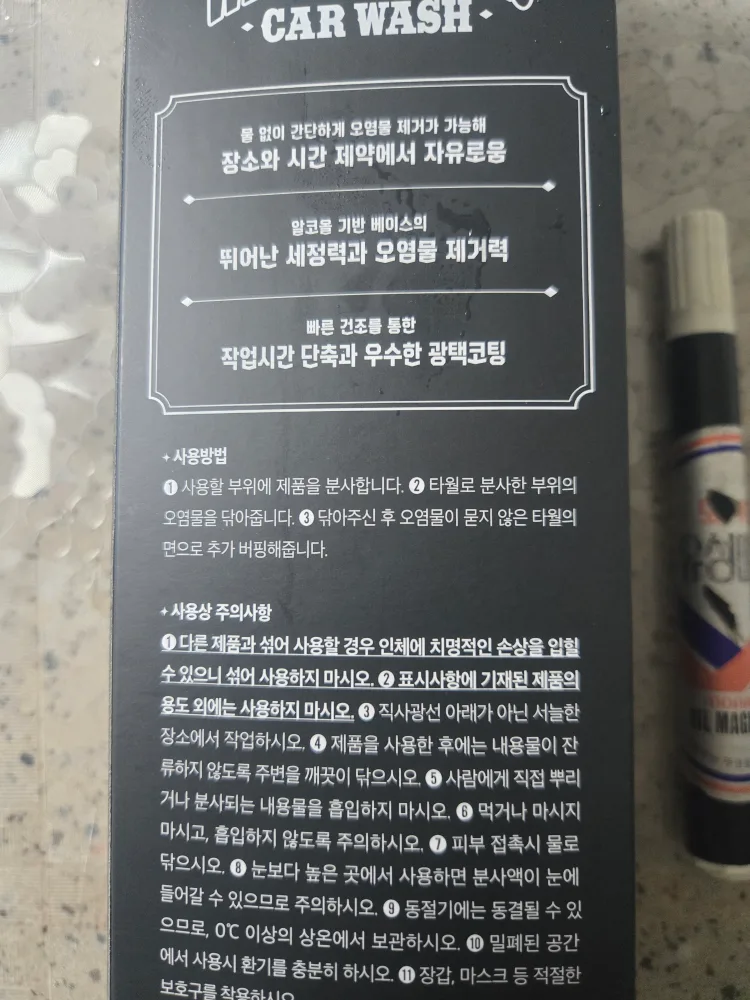 CAR WASH
물 없이 간단하게 오염물 제거가 가능해
장소와 시간 제약에서 자유로움
알코올 기반 베이스의
뛰어난 세정력과 오염물 제거력
빠른 건조를 통한
작업시간 단축과 우수한 광택코팅
+ 사용방법
❶ 사용할 부위에 제품을 분사합니다. ❷ 타월로 분사한 부위의
오염물을 닦아줍니다. ❸ 닦아주신 후 오염물이 묻지 않은 타월의
면으로 추가 버핑해줍니다.
+ 사용상 주의사항
❶ 다른 제품과 섞어 사용할 경우 인체에 치명적인 손상을 입힐
수 있으니 섞어 사용하지 마시오. ❷ 표시사항에 기재된 제품의
용도 외에는 사용하지 마시오. ❸ 직사광선 아래가 아닌 서늘한
장소에서 작업하시오. ❹ 제품을 사용한 후에는 내용물이 잔
류하지 않도록 주변을 깨끗이 닦으시오. ❺ 사람에게 직접 뿌리
거나 분사되는 내용물을 흡입하지 마시오. ❻ 먹거나 마시지
마시고, 흡입하지 않도록 주의하시오. ❼ 피부 접촉시 물로
닦으시오. ❽ 눈보다 높은 곳에서 사용하면 분사액이 눈에
들어갈 수 있으므로 주의하시오. ❾ 동절기에는 동결될 수 있
으므로, 0℃ 이상의 상온에서 보관하시오. ❿ 밀폐된 공간
에서 사용시 환기를 충분히 하시오. ⓫ 장갑, 마스크 등 적절한
보호구를 착용하시오
유성